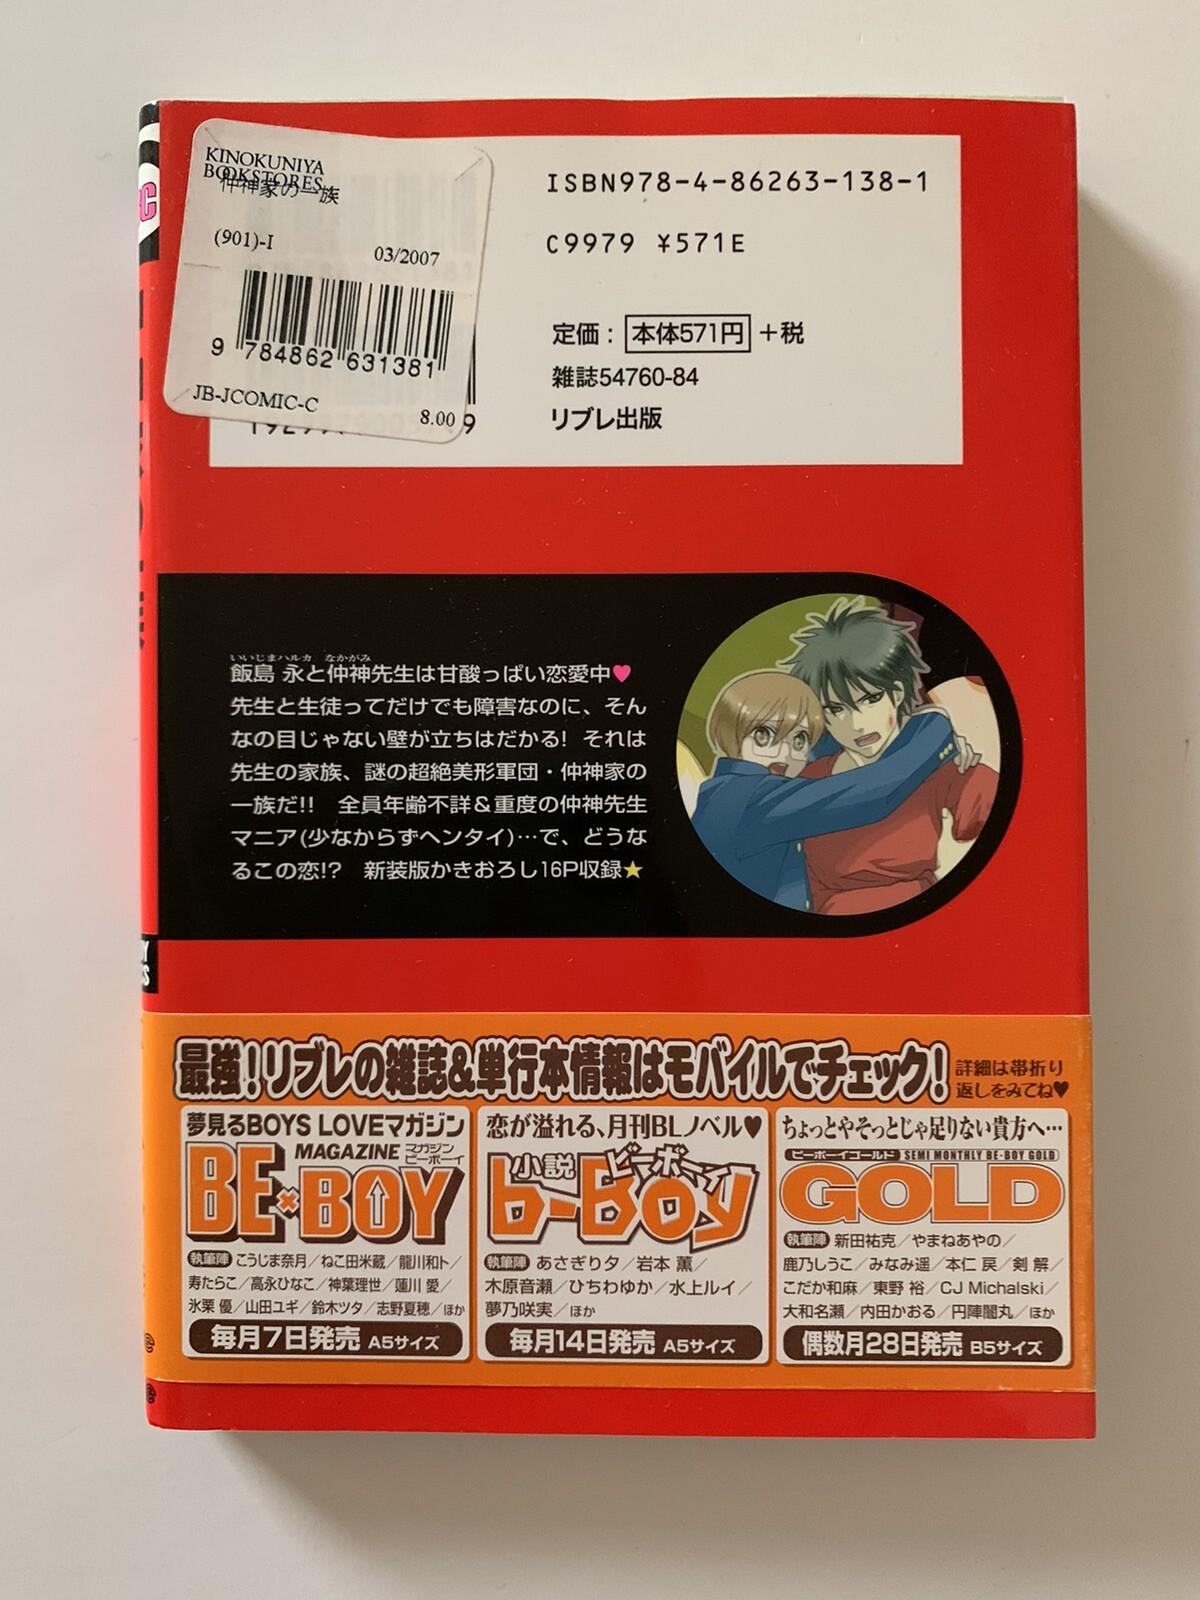 KINOKUNIYA
BOOKSTORES
仲神家の一族
(901)-I
03/2007
9 784862 631381
JB-JCOMIC-C
8.00
ISBN978-4-86263-138-1
C9979 ¥571E
定価：本体571円+税
雑誌54760-84
リブレ出版
いいじまハルカ なかがみ
飯島 永と仲神先生は甘酸っぱい恋愛中♥
先生と生徒ってだけでも障害なのに、そん
なの目じゃない壁が立ちはだかる! それは
先生の家族、謎の超絶美形軍団・仲神家の
一族だ!! 全員年齢不詳＆重度の仲神先生
マニア(少なからずヘンタイ)…で、どうな
るこの恋!? 新装版かきおろし16P収録★
最強!リブレの雑誌&単行本情報はモバイルでチェック!
詳細は帯折り
返しをみてね♥
夢見るBOYS LOVEマガジン
MAGAZINE マガジン
ビーボーイ
BE×BOY
執筆陣 こうじま奈月／ねこ田米蔵／龍川和ト／
寿たらこ／高永ひなこ／神葉理世／蓮川 愛／
氷栗 優／山田ユギ／鈴木ツタ／志野夏穂／ほか
毎月7日発売 A5サイズ
恋が溢れる、月刊BLノベル♥
小説 ビーボーイ
b-Boy
執筆陣 あさぎり夕／岩本 薫／
木原音瀬／ひちわゆか／水上ルイ／
夢乃咲実／ほか
毎月14日発売 A5サイズ
ちょっとやそっとじゃ足りない貴方へ…
ビーボーイゴールド SEMI MONTHLY BE-BOY GOLD
GOLD
執筆陣 新田祐克／やまねあやの／
鹿乃しうこ／みなみ遥／本仁 戻／剣 解／
こだか和麻／東野 裕／CJ Michalski／
大和名瀬／内田かおる／円陣闇丸／ほか
偶数月28日発売 B5サイズ